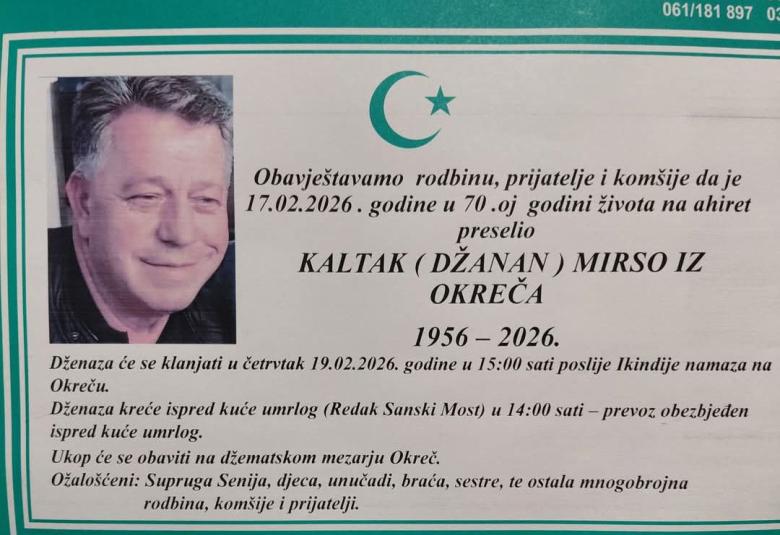 061/181 897
Obavještavamo rodbinu, prijatelje i komšije da je
17.02.2026 . godine u 70 .oj godini života na ahiret
preselio
KALTAK ( DŽANAN ) MIRSO IZ
OKREČA
1956 – 2026.
Dženaza će se klanjati u četvrtak 19.02.2026. godine u 15:00 sati poslije Ikindije namaza na
Okreču.
Dženaza kreće ispred kuće umrlog (Redak Sanski Most) u 14:00 sati – prevoz obezbjeđen
ispred kuće umrlog.
Ukop će se obaviti na džematskom mezarju Okreč.
Ožalošćeni: Supruga Senija, djeca, unučadi, braća, sestre, te ostala mnogobrojna
rodbina, komšije i prijatelji.